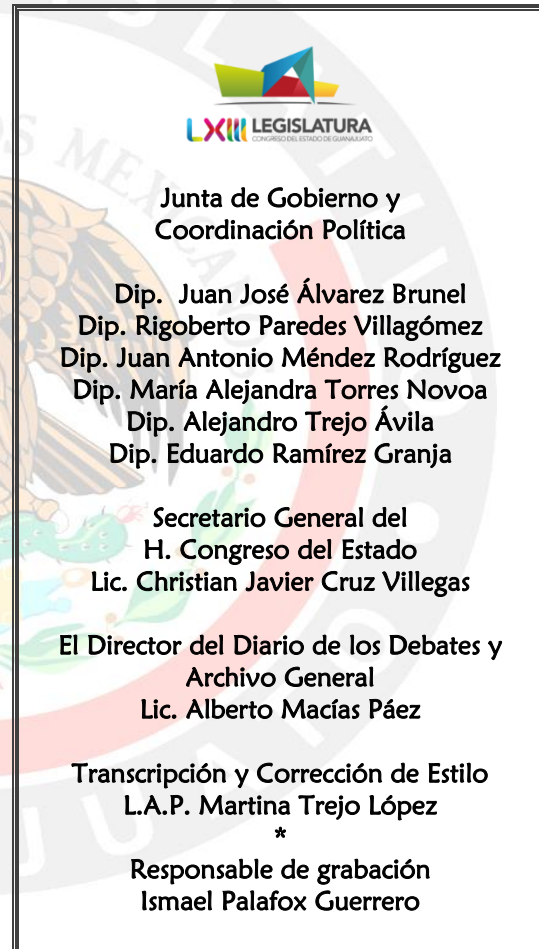 LXIII LEGISLATURA
CONGRESO DEL ESTADO DE GUANAJUATO
Junta de Gobierno y
Coordinación Política
Dip. Juan José Álvarez Brunel
Dip. Rigoberto Paredes Villagómez
Dip. Juan Antonio Méndez Rodríguez
Dip. María Alejandra Torres Novoa
Dip. Alejandro Trejo Ávila
Dip. Eduardo Ramírez Granja
Secretario General del
H. Congreso del Estado
Lic. Christian Javier Cruz Villegas
El Director del Diario de los Debates y
Archivo General
Lic. Alberto Macías Páez
Transcripción y Corrección de Estilo
L.A.P. Martina Trejo López
*
Responsable de grabación
Ismael Palafox Guerrero